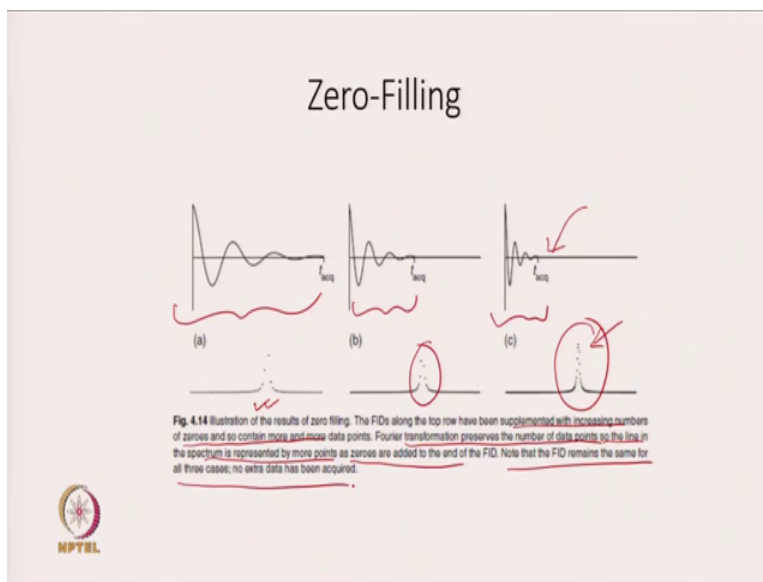 Zero-Filling
t_acq t_acq t_acq
(a) (b) (c)
Fig. 4.14 Illustration of the results of zero filling. The FIDs along the top row have been supplemented with increasing numbers
of zeroes and so contain more and more data points. Fourier transformation preserves the number of data points so the line in
the spectrum is represented by more points as zeroes are added to the end of the FID. Note that the FID remains the same for
all three cases; no extra data has been acquired.
NPTEL